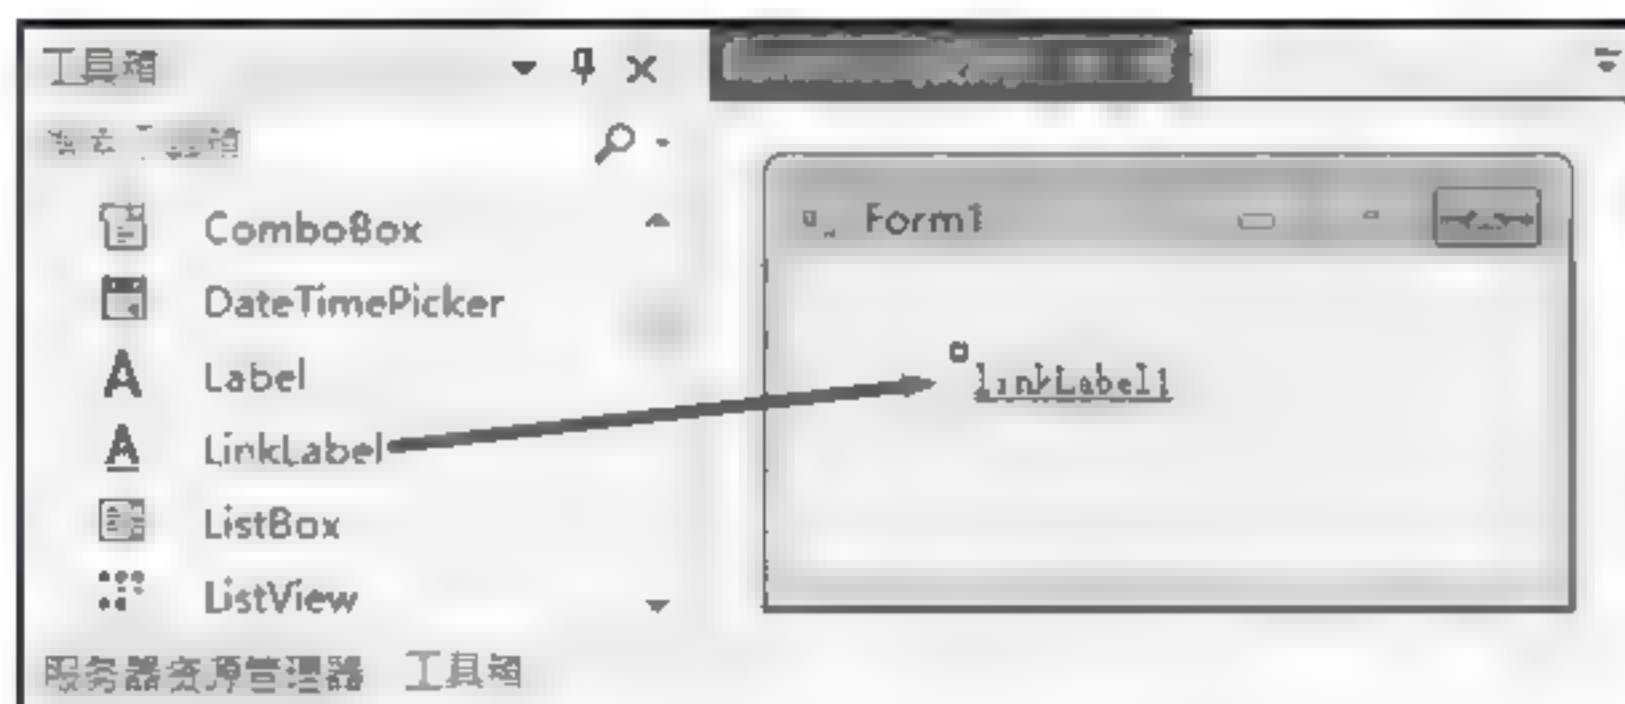 工具箱
ComboBox
DateTimePicker
Label
LinkLabel
ListBox
ListView
服务器资源管理器 工具箱
Form1
linkLabel1